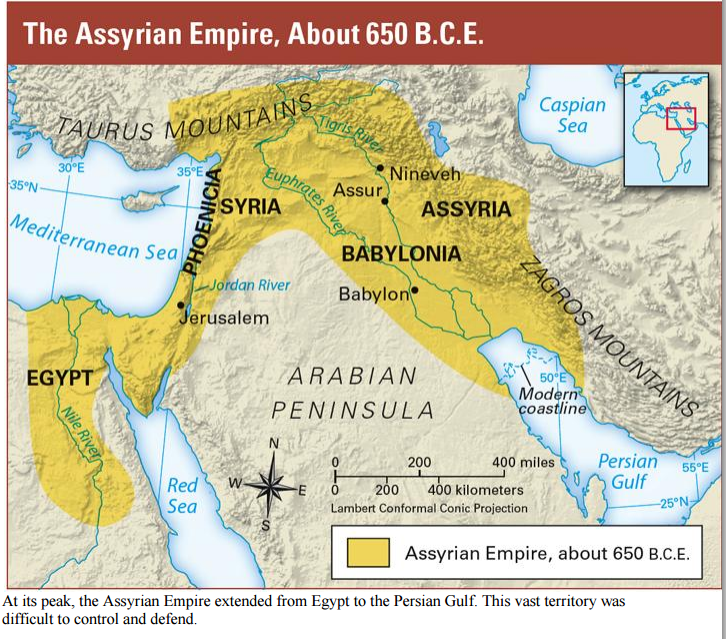 The Assyrian Empire, About 650 B.C.E.
TAURUS MOUNTAINS
Caspian
Sea
Tigris River
30°E
35°E
35°N
Nineveh
Euphrates River
Assur
PHOENICIA
SYRIA
ASSYRIA
Mediterranean Sea
BABYLONIA
ZAGROS MOUNTAINS
Jordan River
Babylon
Jerusalem
EGYPT
ARABIAN
PENINSULA
50°E
Modern
coastline
Nile River
N
W
E
S
0 200 400 miles
0 200 400 kilometers
Lambert Conformal Conic Projection
Persian
Gulf
55°E
25°N
Red
Sea
Assyrian Empire, about 650 B.C.E.
At its peak, the Assyrian Empire extended from Egypt to the Persian Gulf. This vast territory was
difficult to control and defend.